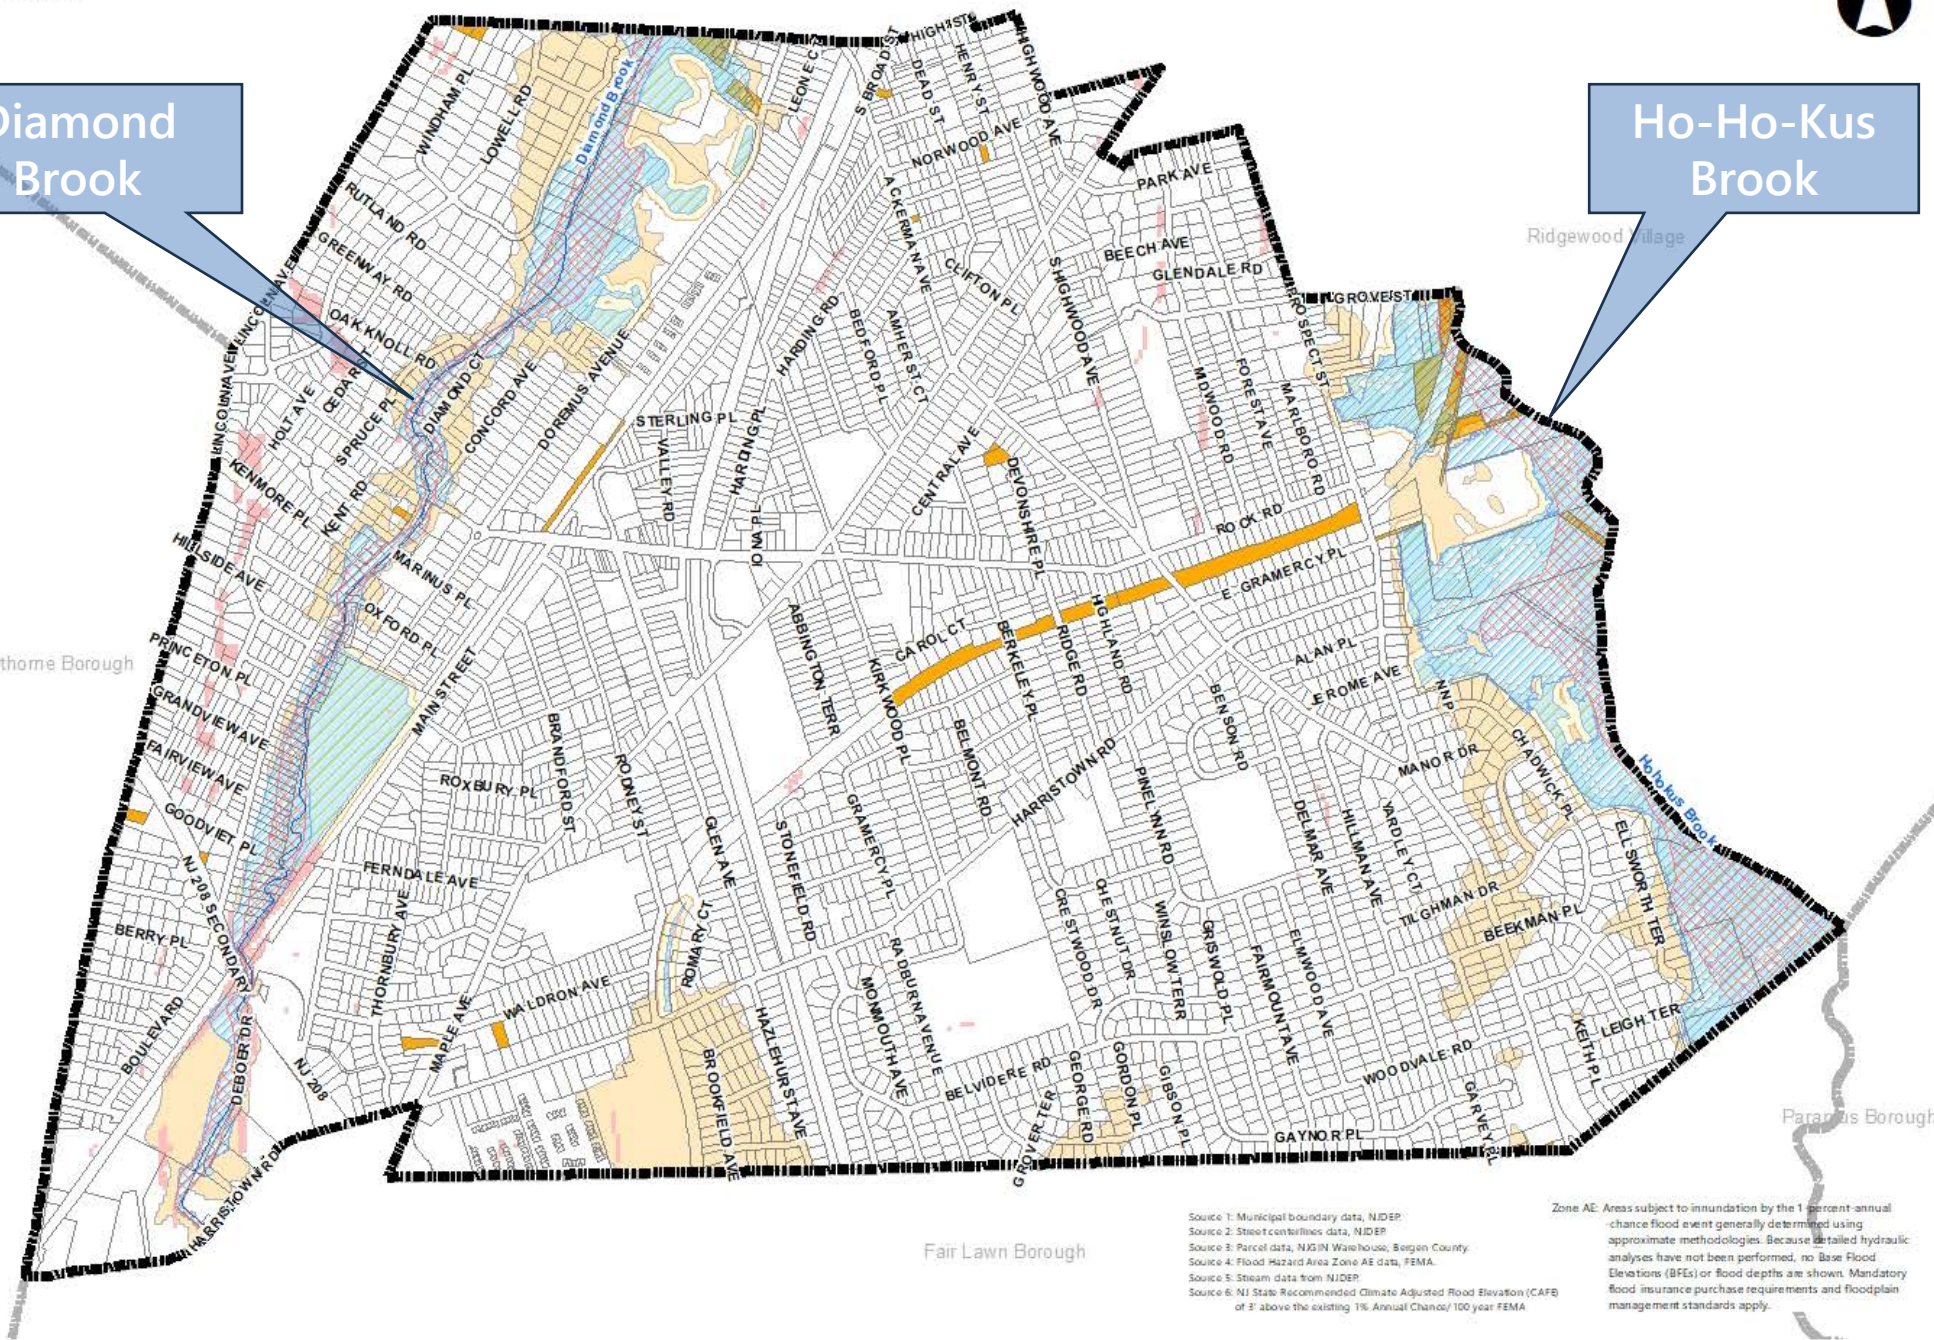 Diamond
Brook
Ho-Ho-Kus
Brook
Ridgewood Village
Diamond Brook
WINDHAM PL
LOWELL RD
LEONE CT
S BROAD ST
HIGH ST
HENRY ST
DEAD ST
HIGHWOOD AVE
NORWOOD AVE
PARK AVE
RUTLAND RD
GREENWAY RD
ACKERMAN AVE
BEECH AVE
GLENDALE RD
CLIFTON PL
S HIGHWOOD AVE
GROVE ST
PROSPECT ST
LINCOLN AVE
LINCOLN AVE
LINCOLN AVE
OAK KNOLL RD
CEDAR ST
HOLT AVE
SPRUCE PL
DIAMOND CT
CONCORD AVE
DOREMUS AVENUE
HARDING RD
BEDFORD PL
AMHERST CT
MIDWOOD RD
FOREST AVE
MARLBORO RD
STERLING PL
VALLEY RD
HARDING PL
IONA PL
CENTRAL AVE
DEVONSHIRE PL
KENMORE PL
KENT RD
ROCK RD
E GRAMERCY PL
HILLSIDE AVE
MARINUS PL
OXFORD PL
ABBINGTON TERR
CAROL CT
KIRKWOOD PL
BERKELEY PL
RIDGE RD
HIGHLAND RD
ALAN PL
JEROME AVE
thorne Borough
PRINCETON PL
MAIN STREET
GRANDVIEW AVE
FAIRVIEW AVE
BRANDFORD ST
RODNEY ST
BELMONT RD
BENSON RD
NNP
MANOR DR
CHADWICK PL
Hohokus Brook
ROXBURY PL
HARRISTOWN RD
PINELYNN RD
GOODVIET PL
GLEN AVE
STONEFIELD RD
GRAMERCY PL
DELMAR AVE
HILLMAN AVE
YARDLEY CT
ELLSWORTH TER
NJ 208 SECONDARY
FERNDALE AVE
THORNBURY AVE
ROMARY CT
CRESTWOOD DR
CHESTNUT DR
WINSLOW TERR
GRISWOLD PL
FAIRMOUNT AVE
ELMWOOD AVE
TILGHMAN DR
BEEKMAN PL
BERRY PL
BOULEVARD
DEBOER DR
NJ 208
MAPLE AVE
WALDRON AVE
BROOKFIELD AVE
HAZLEHURST AVE
MONMOUTH AVE
RADBURN AVENUE
BELVIDERE RD
GROVER TER
GEORGE RD
GORDON PL
GIBSON PL
GAYNOR PL
WOODVALE RD
GARVEY PL
KEITH PL
LEIGH TER
HARRISTOWN RD
Paramus Borough
Fair Lawn Borough
Source 1: Municipal boundary data, NJDEP.
Source 2: Street centerlines data, NJDEP.
Source 3: Parcel data, NJGIN Warehouse, Bergen County.
Source 4: Flood Hazard Area Zone AE data, FEMA.
Source 5: Stream data from NJDEP.
Source 6: NJ State Recommended Climate Adjusted Flood Elevation (CAFE)
of 3' above the existing 1% Annual Chance/ 100 year FEMA
Zone AE: Areas subject to innundation by the 1-percent-annual
-chance flood event generally determined using
approximate methodologies. Because detailed hydraulic
analyses have not been performed, no Base Flood
Elevations (BFEs) or flood depths are shown. Mandatory
flood insurance purchase requirements and floodplain
management standards apply.